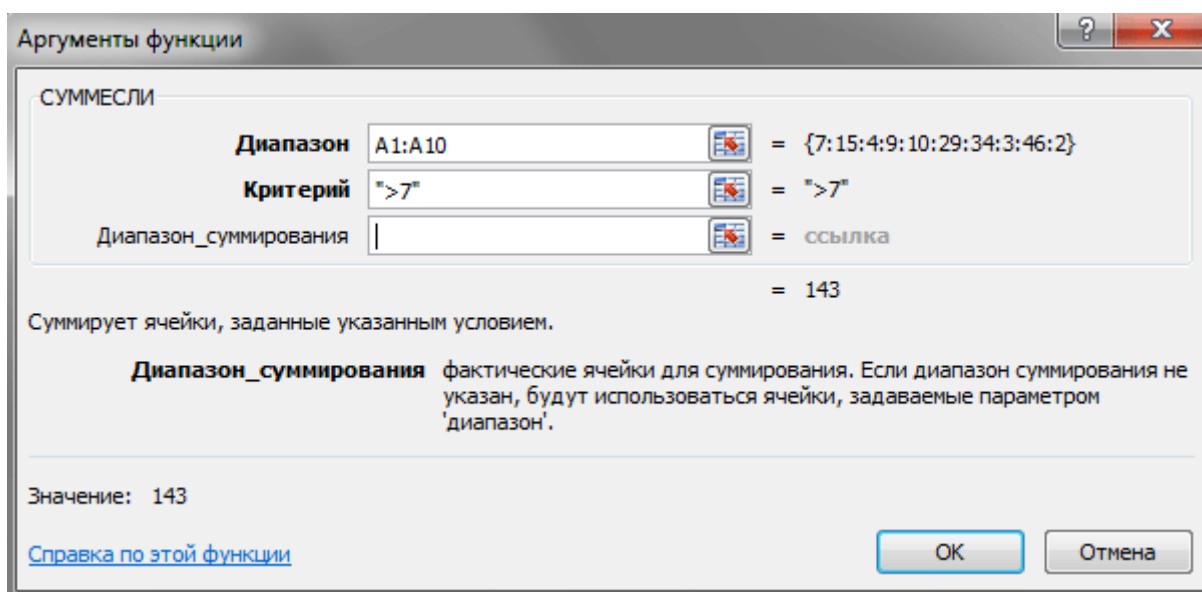 Аргументы функции
?
X
СУММЕСЛИ
Диапазон A1:A10 = {7:15:4:9:10:29:34:3:46:2}
Критерий ">7" = ">7"
Диапазон_суммирования = ссылка
= 143
Суммирует ячейки, заданные указанным условием.
Диапазон_суммирования фактические ячейки для суммирования. Если диапазон суммирования не
указан, будут использоваться ячейки, задаваемые параметром
'диапазон'.
Значение: 143
Справка по этой функции
ОК
Отмена